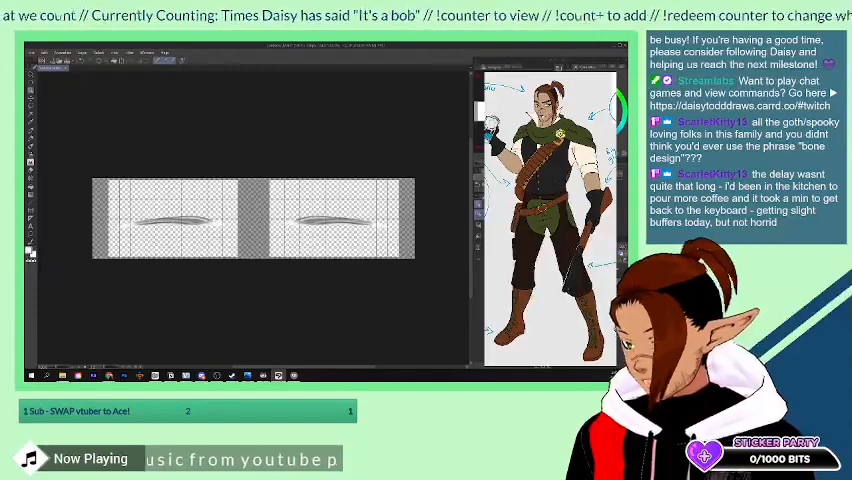 at we count // Currently Counting: Times Daisy has said "It's a bob" // !counter to view // !count+ to add // !redeem counter to change wh
be busy! If you're having a good time,
please consider following Daisy and
helping us reach the next milestone! 💜
Streamlabs Want to play chat
games and view commands? Go here ▶
https://daisytodddraws.carrd.co/#twitch
ScarletKitty13 all the goth/spooky
loving folks in this family and you didnt
think you'd ever use the phrase "bone
design"???
ScarletKitty13 the delay wasnt
quite that long - i'd been in the kitchen to
pour more coffee and it took a min to get
back to the keyboard - getting slight
buffers today, but not horrid
1 Sub - SWAP vtuber to Ace! 2 1
Now Playing usic from youtube p
STICKER PARTY
0/1000 BITS